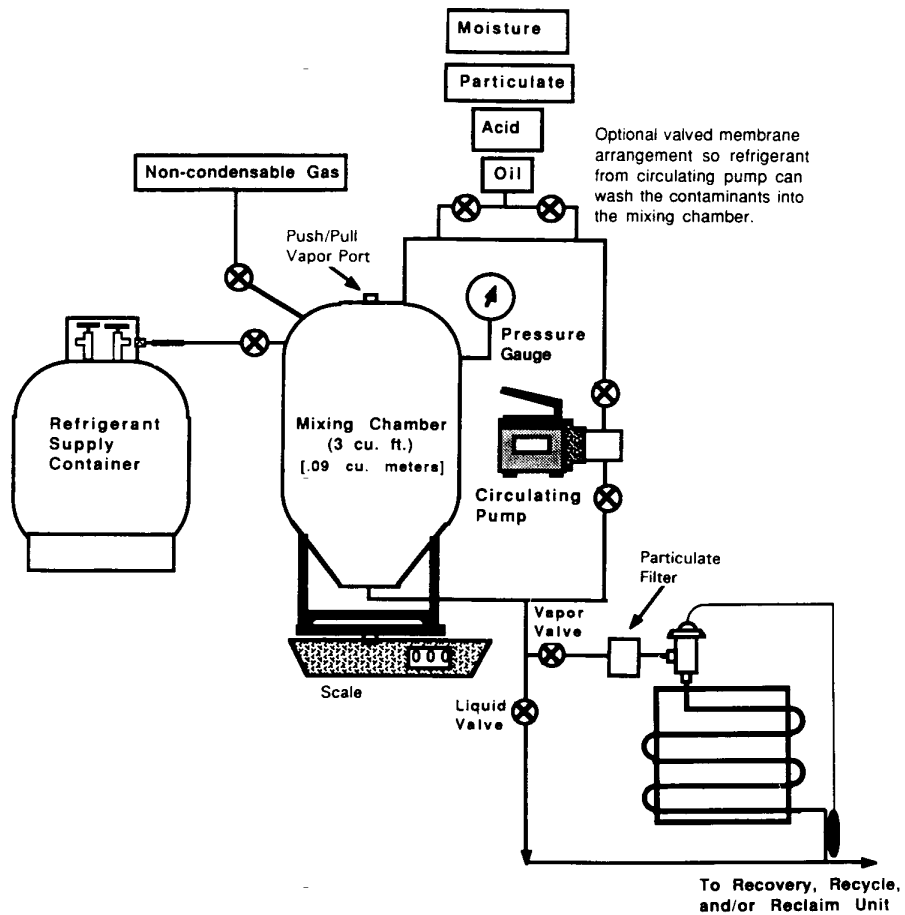 Moisture
Particulate
Acid
Oil
Optional valved membrane
arrangement so refrigerant
from circulating pump can
wash the contaminants into
the mixing chamber.
Non-condensable Gas
Push/Pull
Vapor Port
Pressure
Gauge
Refrigerant
Supply
Container
Mixing Chamber
(3 cu. ft.)
[.09 cu. meters]
Circulating
Pump
Particulate
Filter
Vapor
Valve
000
Scale
Liquid
Valve
To Recovery, Recycle,
and/or Reclaim Unit